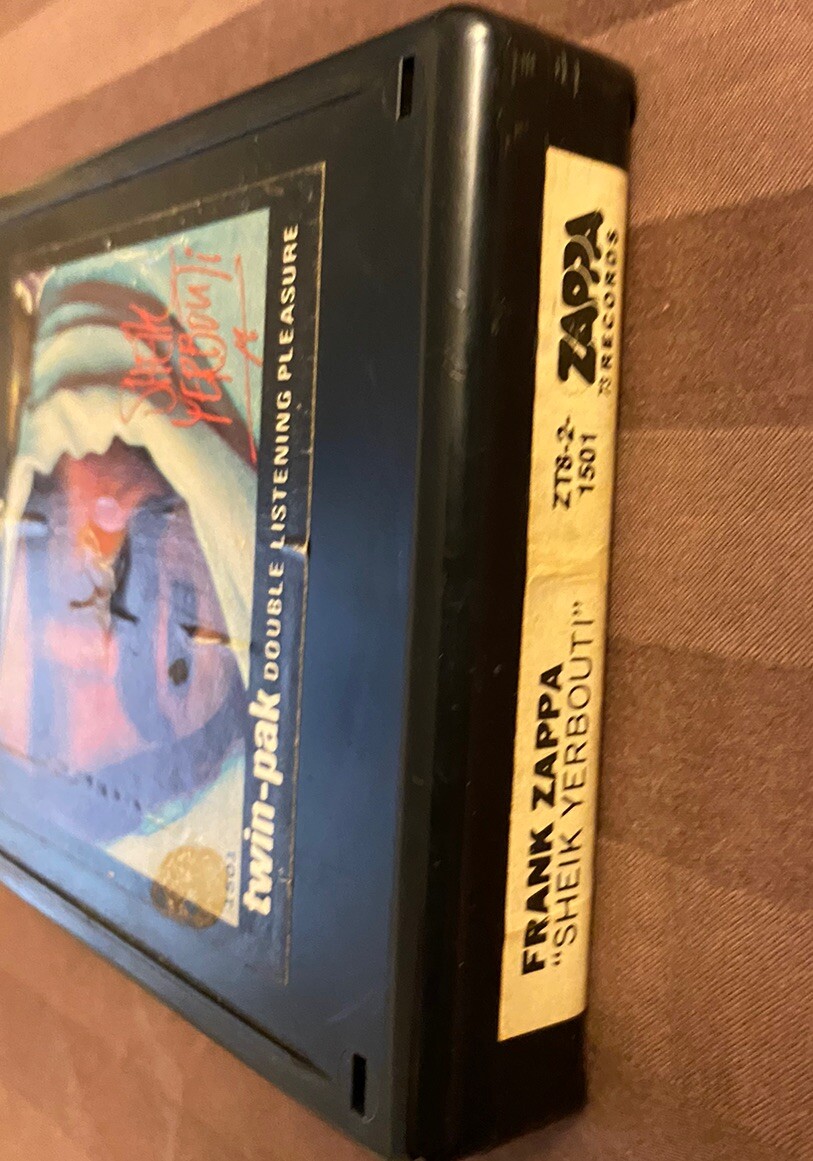 SHEIK
YERBOUTI
twin-pak DOUBLE LISTENING PLEASURE
FRANK ZAPPA
"SHEIK YERBOUTI"
ZT8-2-
1501
ZAPPA
RECORDS